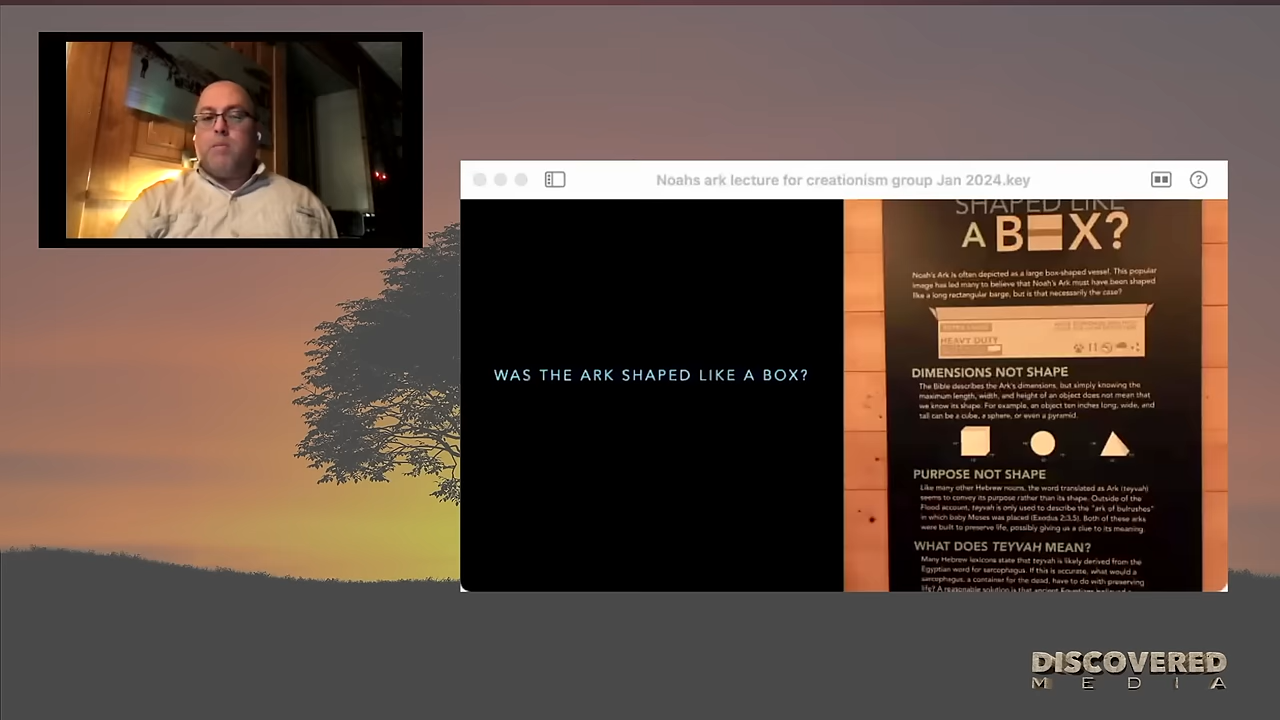 Noahs ark lecture for creationism group Jan 2024.key
WAS THE ARK SHAPED LIKE A BOX?
SHAPED LIKE
A BOX?
Noah's Ark is often depicted as a large box-shaped vessel. This popular
image has led many to believe that Noah's Ark must have been shaped
like a long rectangular barge, but is that necessarily the case?
HEAVY DUTY
DIMENSIONS NOT SHAPE
The Bible describes the Ark's dimensions, but simply knowing the
maximum length, width, and height of an object does not mean that
we know its shape. For example, an object ten inches long, wide, and
tall can be a cube, a sphere, or even a pyramid.
PURPOSE NOT SHAPE
Like many other Hebrew nouns, the word translated as Ark (teyvah)
seems to convey its purpose rather than its shape. Outside of the
Flood account, teyvah is only used to describe the "ark of bulrushes"
in which baby Moses was placed (Exodus 2:3,5). Both of these arks
were built to preserve life, possibly giving us a clue to its meaning.
WHAT DOES TEYVAH MEAN?
Many Hebrew lexicons state that teyvah is likely derived from the
Egyptian word for sarcophagus. If this is accurate, what would a
sarcophagus, a container for the dead, have to do with preserving
life? A reasonable solution is that ancient Egyptians believed a
DISCOVERED
MEDIA